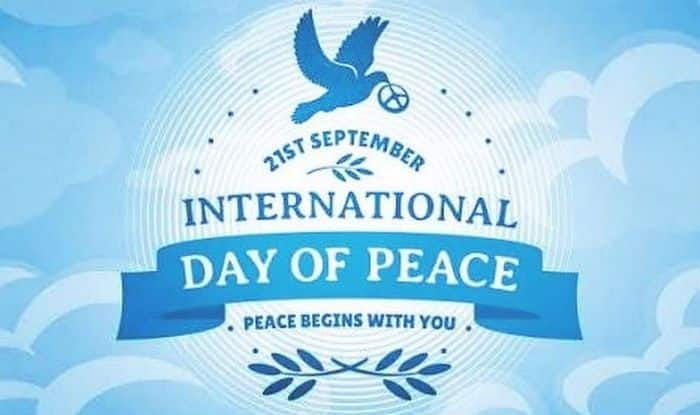 21ST SEPTEMBER
INTERNATIONAL
DAY OF PEACE
PEACE BEGINS WITH YOU